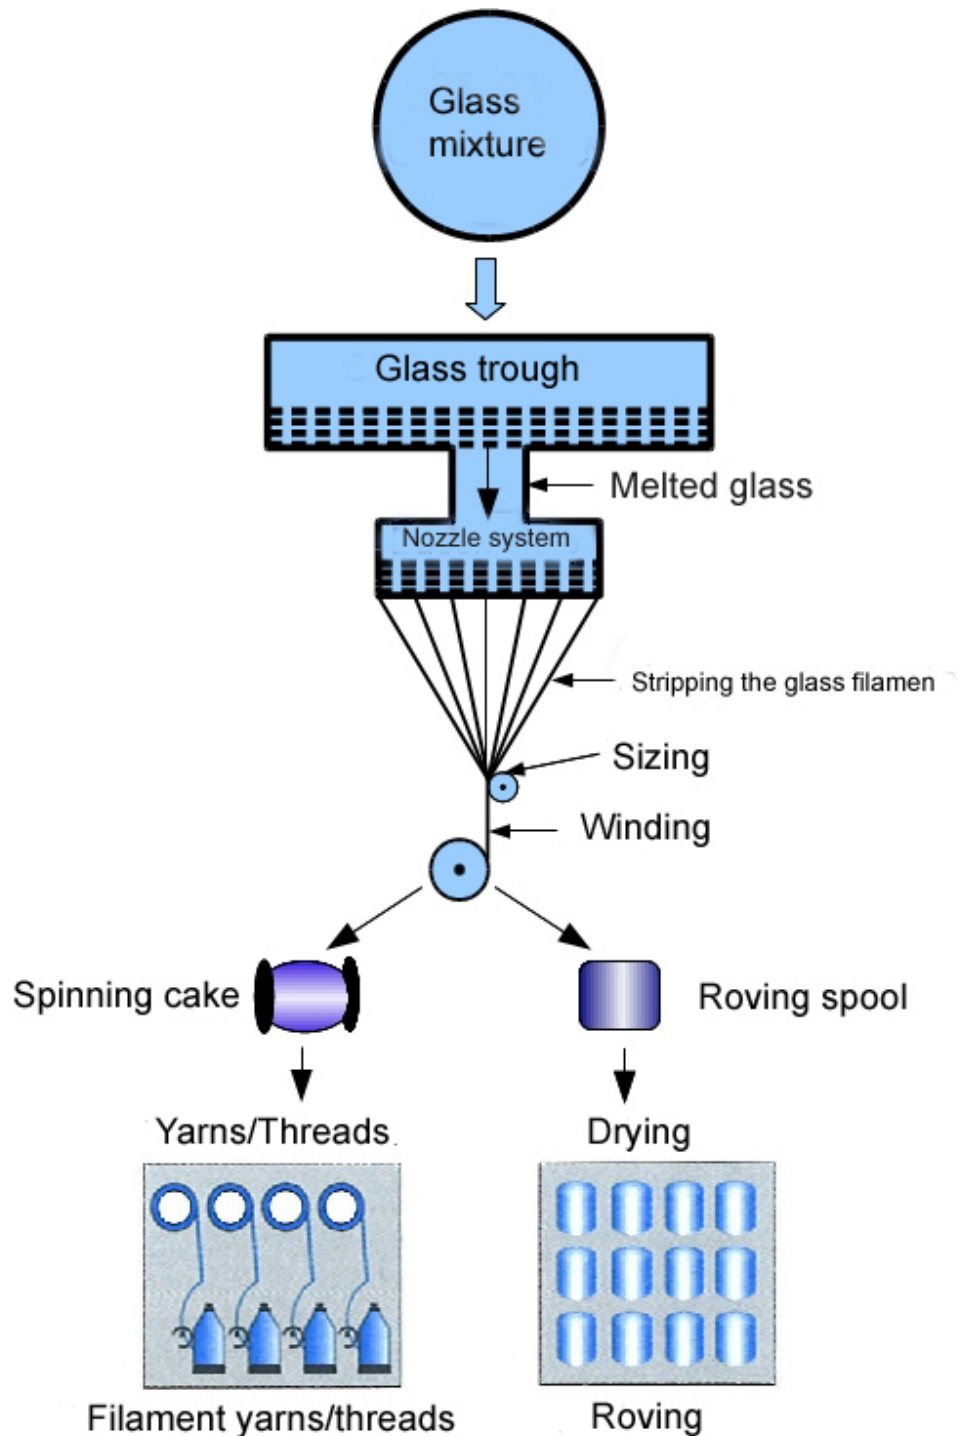 Glass
mixture
Glass trough
Melted glass
Nozzle system
Stripping the glass filamen
Sizing
Winding
Spinning cake
Roving spool
Yarns/Threads
Drying
Filament yarns/threads
Roving